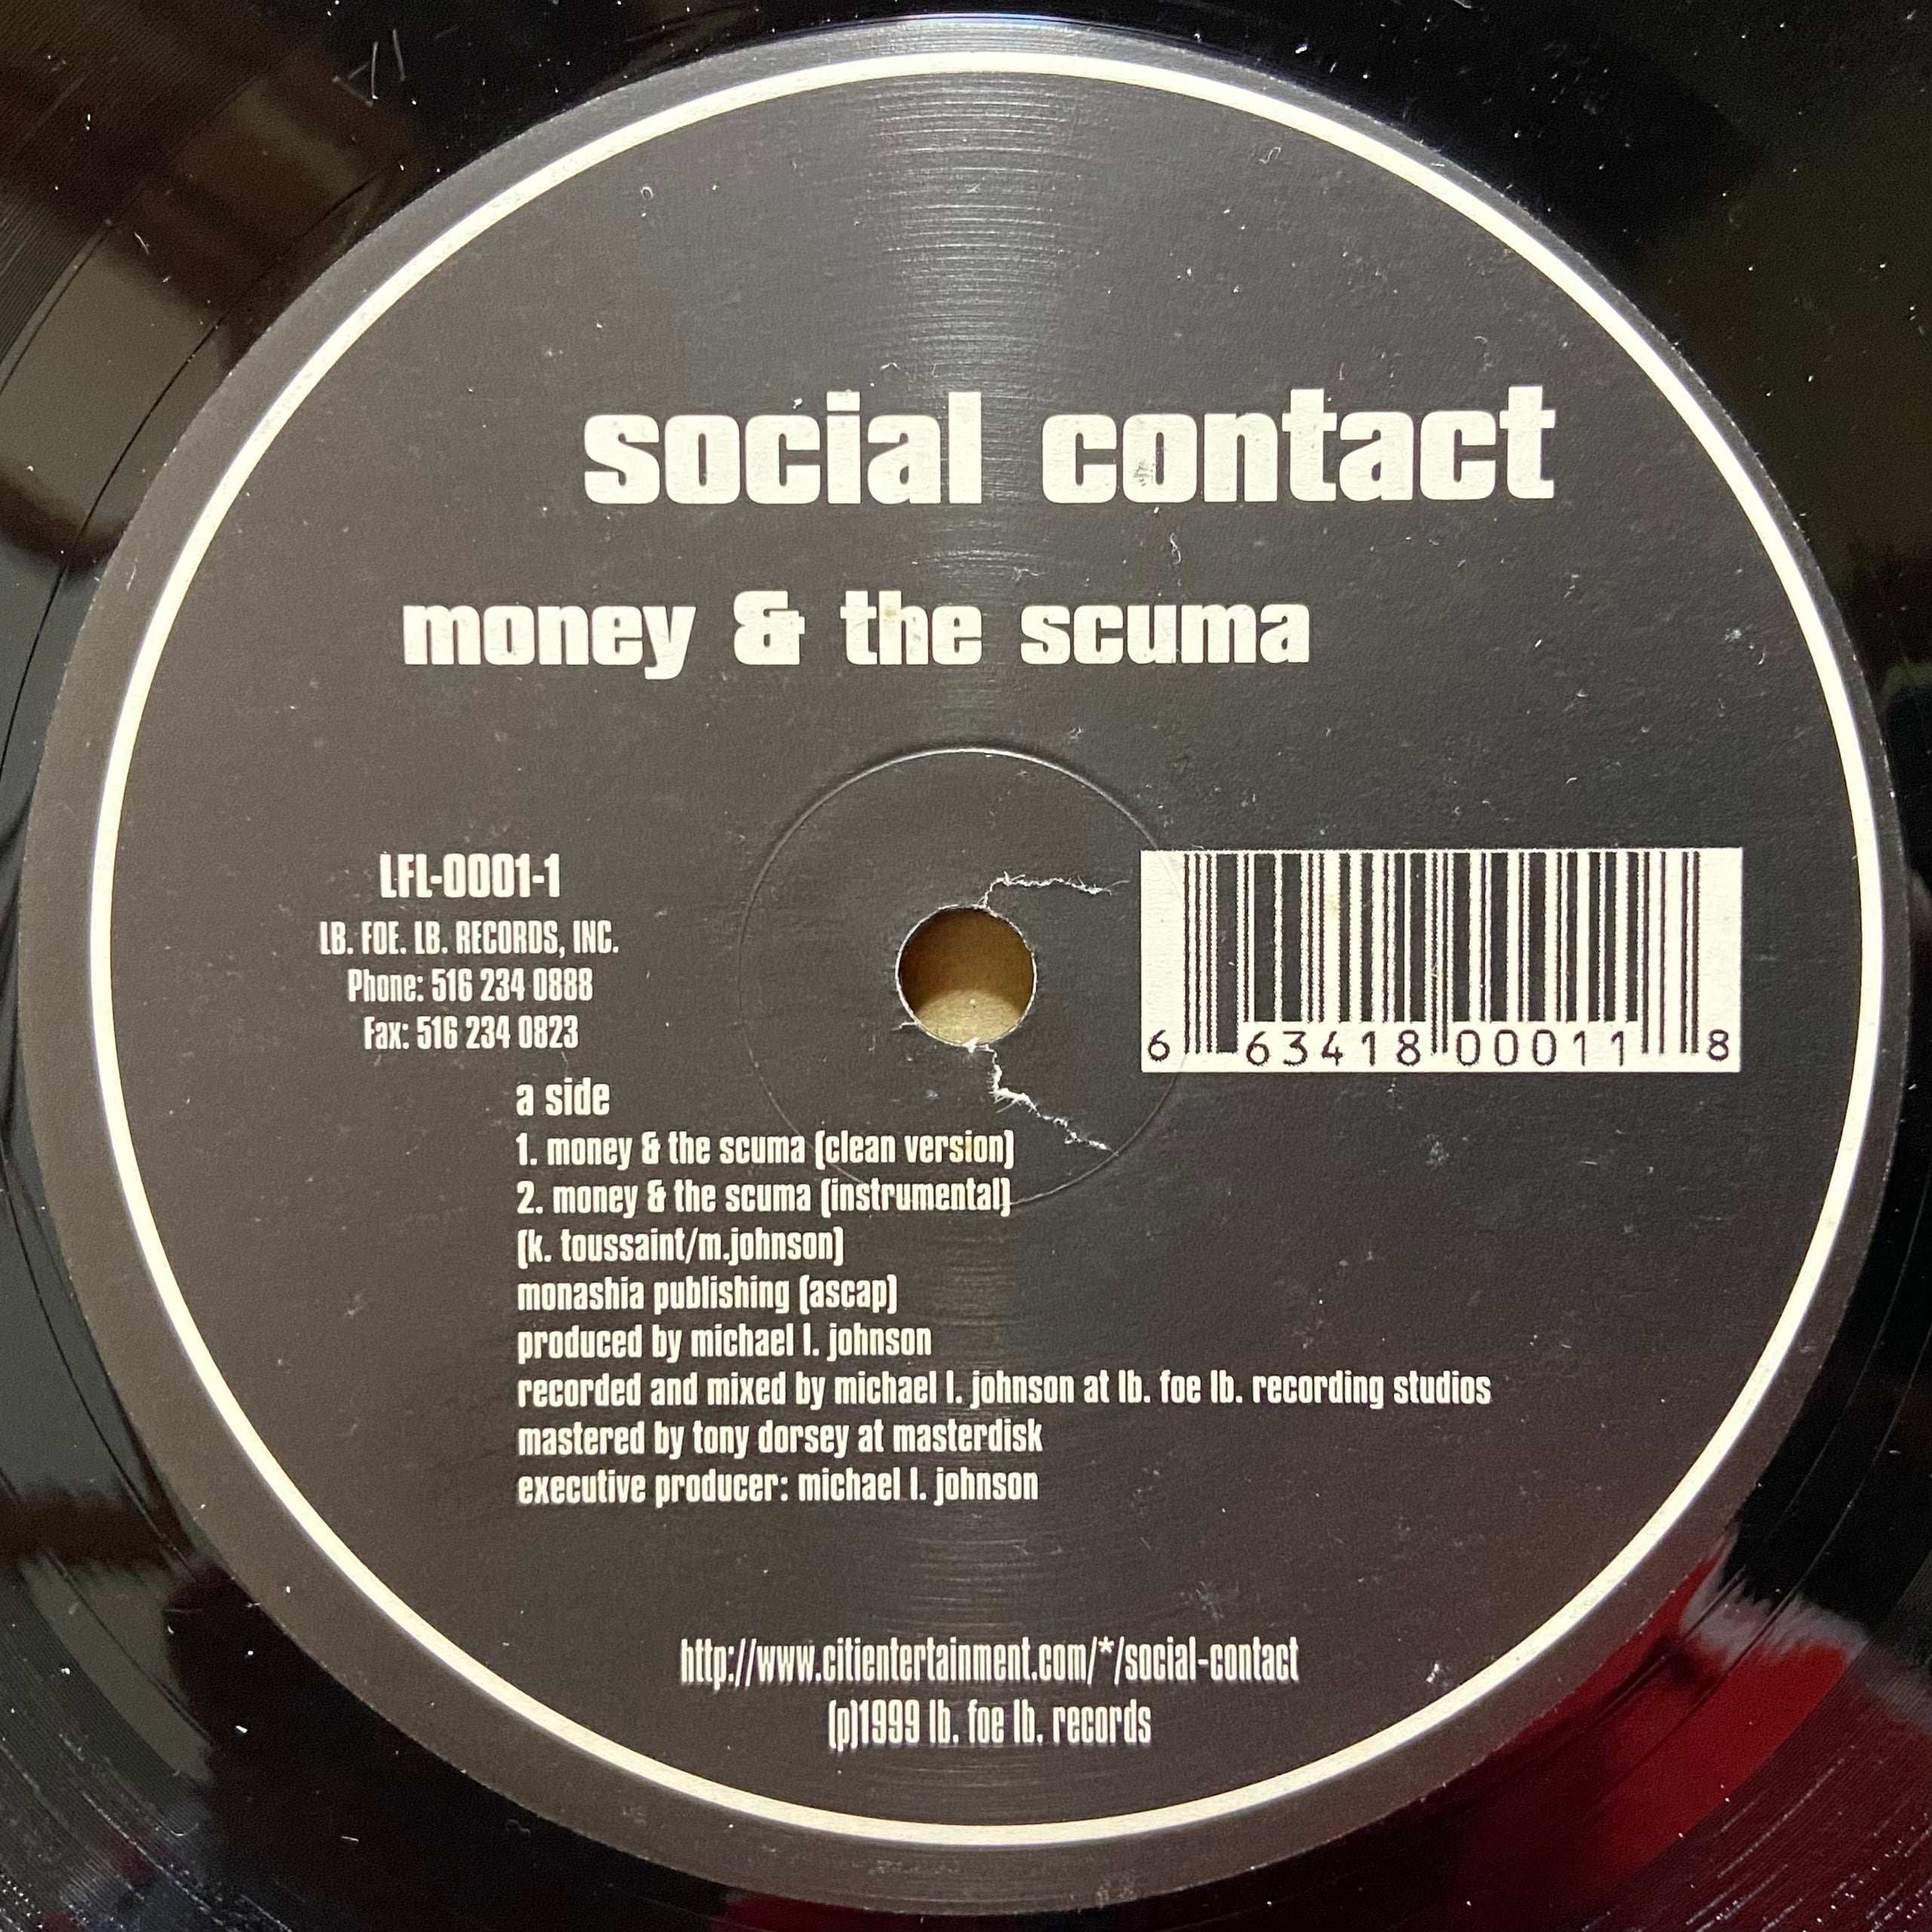 social contact
money & the scuma
LFL-0001-1
LB. FOE. LB. RECORDS, INC.
Phone: 516 234 0888
Fax: 516 234 0823
6 63418 00011 8
a side
1. money & the scuma (clean version)
2. money & the scuma (instrumental)
(k. toussaint/m.johnson)
monashia publishing (ascap)
produced by michael l. johnson
recorded and mixed by michael l. johnson at lb. foe lb. recording studios
mastered by tony dorsey at masterdisk
executive producer: michael l. johnson
http://www.citientertainment.com/*/social-contact
(p)1999 lb. foe lb. records